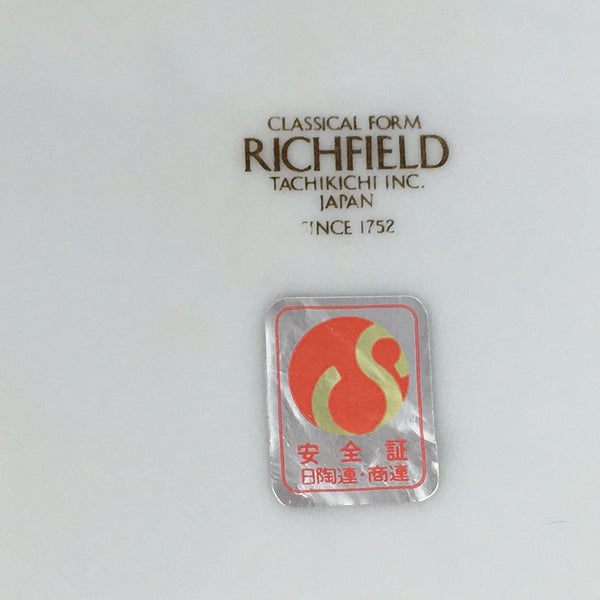 CLASSICAL FORM
RICHFIELD
TACHIKICHI INC.
JAPAN
SINCE 1752
安全証
日陶連・商連